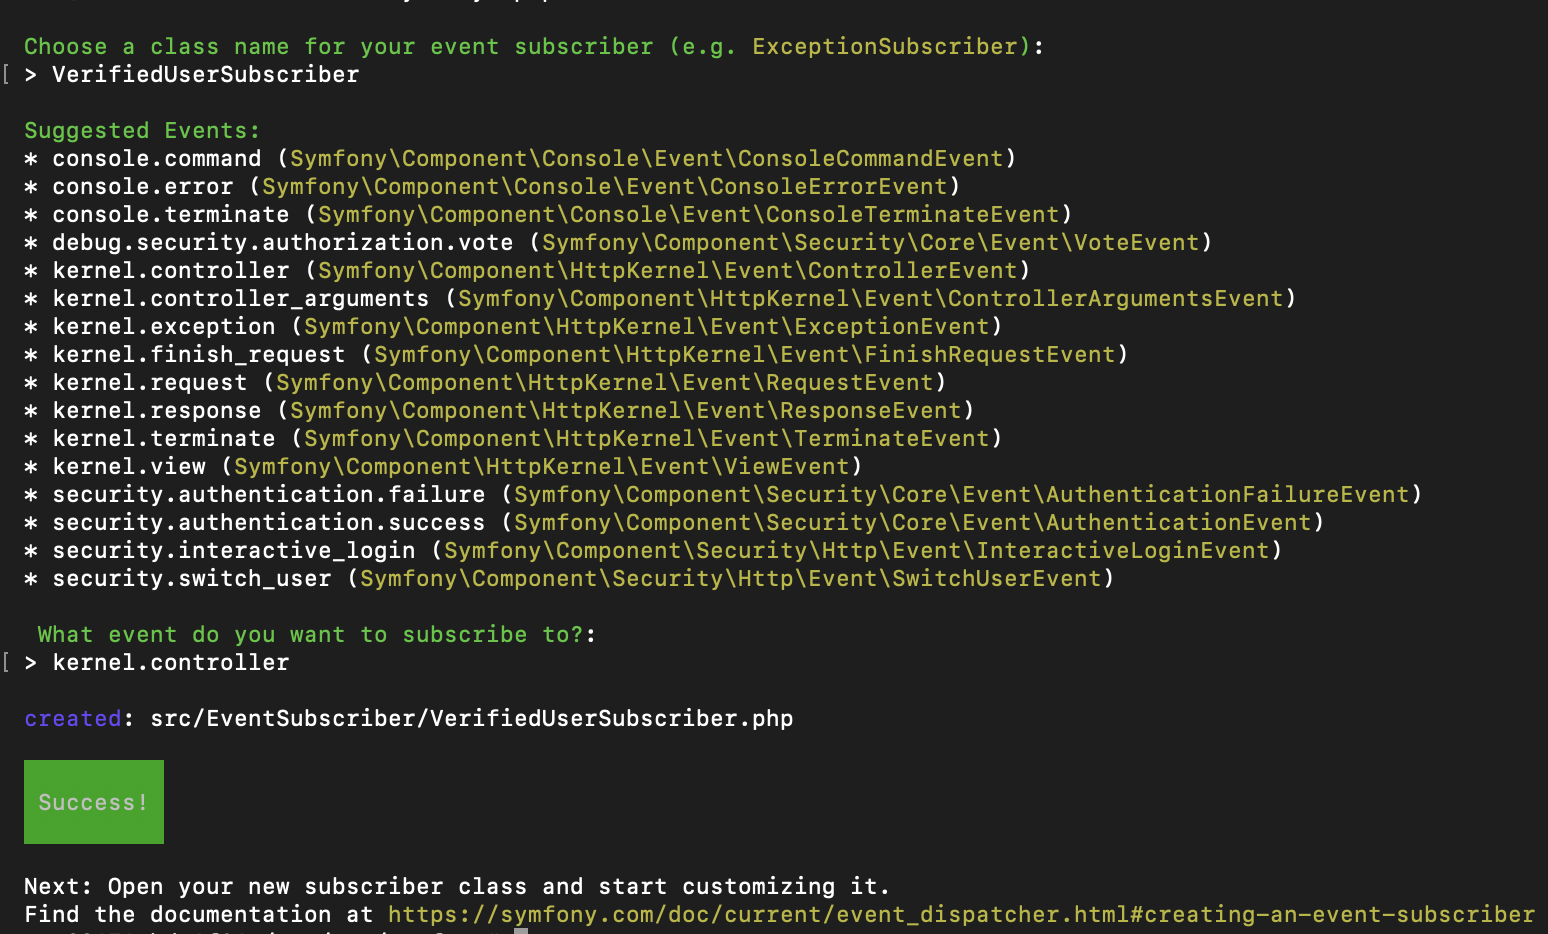 Choose a class name for your event subscriber (e.g. ExceptionSubscriber):
[ > VerifiedUserSubscriber
Suggested Events:
* console.command (Symfony\Component\Console\Event\ConsoleCommandEvent)
* console.error (Symfony\Component\Console\Event\ConsoleErrorEvent)
* console.terminate (Symfony\Component\Console\Event\ConsoleTerminateEvent)
* debug.security.authorization.vote (Symfony\Component\Security\Core\Event\VoteEvent)
* kernel.controller (Symfony\Component\HttpKernel\Event\ControllerEvent)
* kernel.controller_arguments (Symfony\Component\HttpKernel\Event\ControllerArgumentsEvent)
* kernel.exception (Symfony\Component\HttpKernel\Event\ExceptionEvent)
* kernel.finish_request (Symfony\Component\HttpKernel\Event\FinishRequestEvent)
* kernel.request (Symfony\Component\HttpKernel\Event\RequestEvent)
* kernel.response (Symfony\Component\HttpKernel\Event\ResponseEvent)
* kernel.terminate (Symfony\Component\HttpKernel\Event\TerminateEvent)
* kernel.view (Symfony\Component\HttpKernel\Event\ViewEvent)
* security.authentication.failure (Symfony\Component\Security\Core\Event\AuthenticationFailureEvent)
* security.authentication.success (Symfony\Component\Security\Core\Event\AuthenticationEvent)
* security.interactive_login (Symfony\Component\Security\Http\Event\InteractiveLoginEvent)
* security.switch_user (Symfony\Component\Security\Http\Event\SwitchUserEvent)
What event do you want to subscribe to?:
[ > kernel.controller
created: src/EventSubscriber/VerifiedUserSubscriber.php
Success!
Next: Open your new subscriber class and start customizing it.
Find the documentation at https://symfony.com/doc/current/event_dispatcher.html#creating-an-event-subscriber